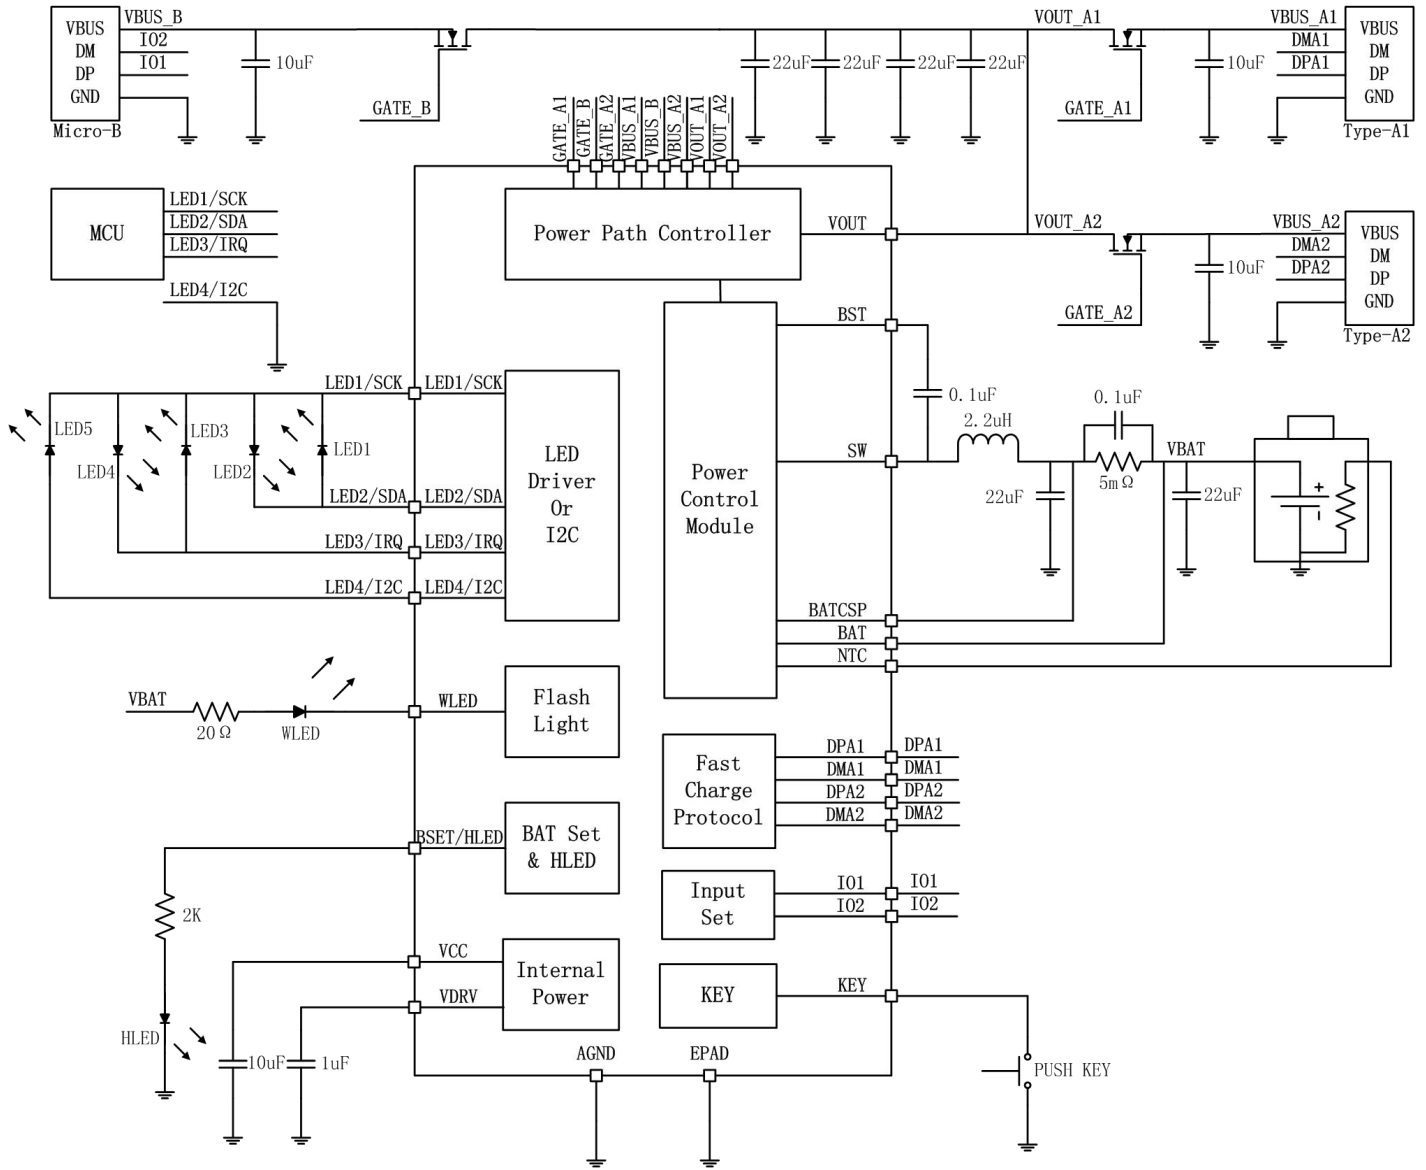 VBUS
DM
DP
GND
Micro-B
VBUS_B
IO2
IO1
10uF
GATE_B
22uF
22uF
22uF
22uF
VOUT_A1
GATE_A1
VBUS_A1
DMA1
DPA1
10uF
VBUS
DM
DP
GND
Type-A1
GATE_A1
GATE_B
GATE_A2
VBUS_A1
VBUS_B
VBUS_A2
VOUT_A1
VOUT_A2
MCU
LED1/SCK
LED2/SDA
LED3/IRQ
LED4/I2C
Power Path Controller
VOUT
VOUT_A2
GATE_A2
VBUS_A2
DMA2
DPA2
10uF
VBUS
DM
DP
GND
Type-A2
BST
0.1uF
2.2uH
0.1uF
SW
22uF
5mΩ
VBAT
22uF
+
-
Power
Control
Module
BATCSP
BAT
NTC
LED1/SCK
LED1/SCK
LED5
LED4
LED3
LED2
LED1
LED2/SDA
LED2/SDA
LED3/IRQ
LED3/IRQ
LED4/I2C
LED4/I2C
LED
Driver
Or
I2C
VBAT
20Ω
WLED
WLED
Flash
Light
Fast
Charge
Protocol
DPA1
DPA1
DMA1
DMA1
DPA2
DPA2
DMA2
DMA2
BSET/HLED
BAT Set
& HLED
2K
HLED
Input
Set
IO1
IO1
IO2
IO2
VCC
VDRV
Internal
Power
10uF
1uF
KEY
KEY
PUSH KEY
AGND
EPAD